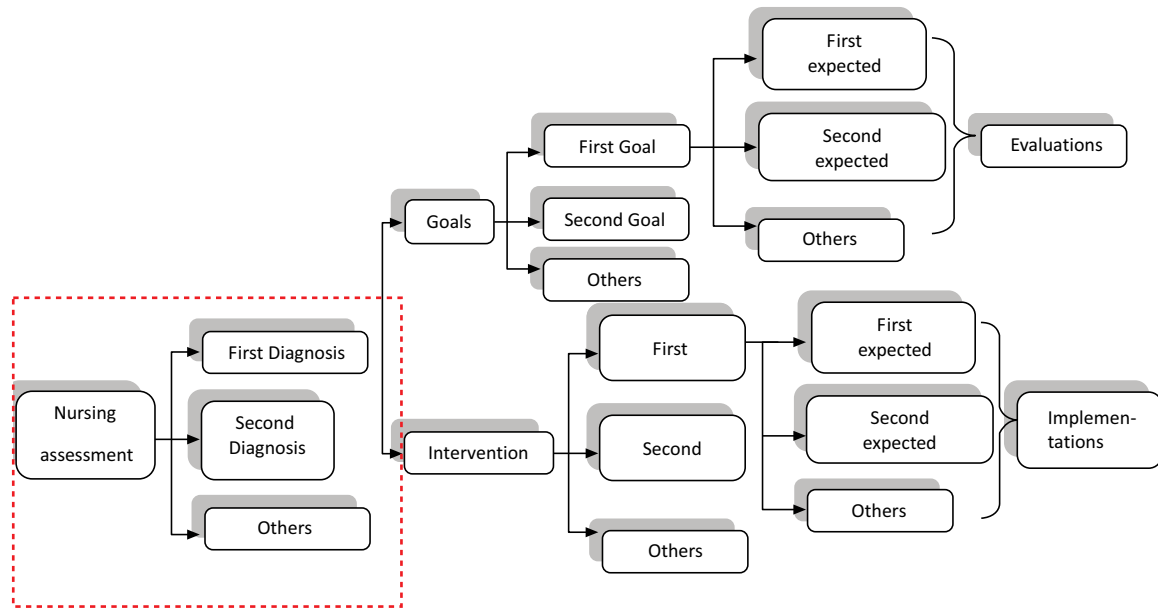 First
expected
Second
expected
Others
Evaluations
First Goal
Second Goal
Others
Goals
Nursing
assessment
First Diagnosis
Second
Diagnosis
Others
Intervention
First
Second
Others
First
expected
Second
expected
Others
Implemen-
tations